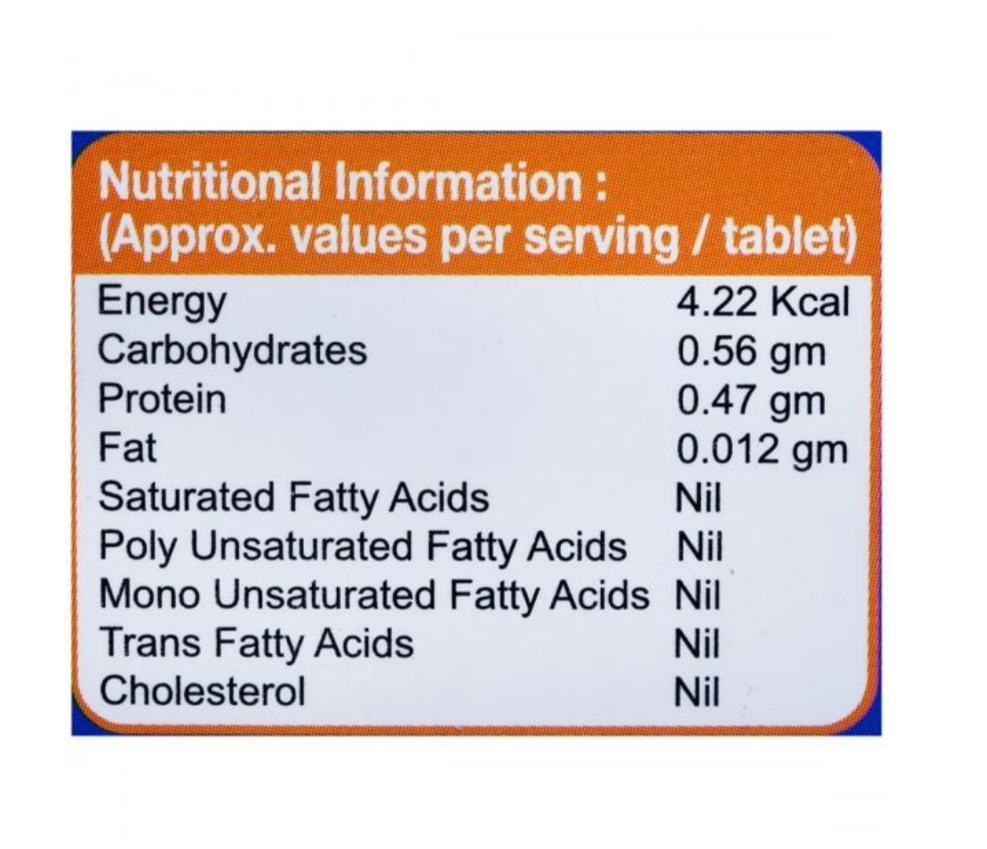 Nutritional Information :
(Approx. values per serving / tablet)
Energy 4.22 Kcal
Carbohydrates 0.56 gm
Protein 0.47 gm
Fat 0.012 gm
Saturated Fatty Acids Nil
Poly Unsaturated Fatty Acids Nil
Mono Unsaturated Fatty Acids Nil
Trans Fatty Acids Nil
Cholesterol Nil